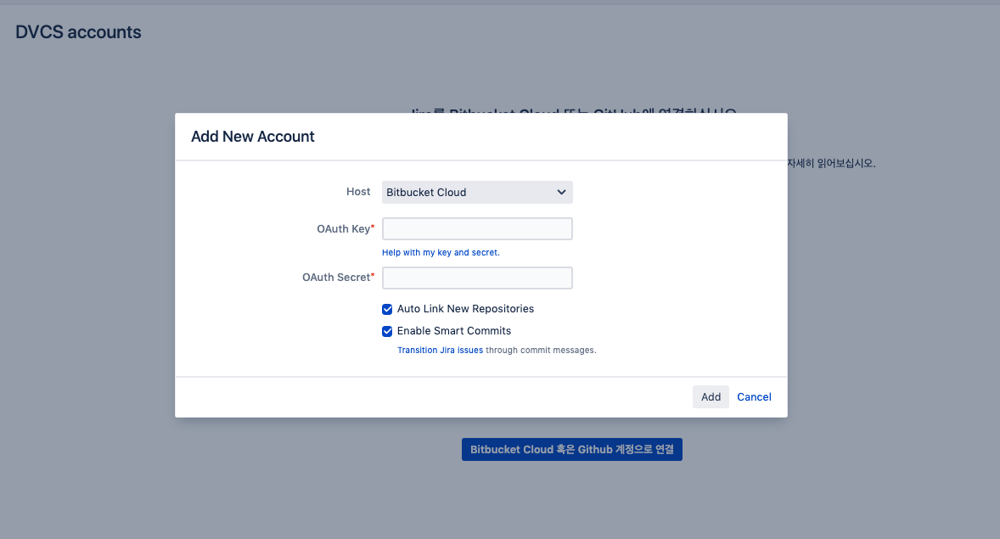 DVCS accounts
Jira를 Bitbucket Cloud 또는 GitHub에 연결하십시오
Add New Account
자세히 읽어보십시오.
Host
Bitbucket Cloud
OAuth Key*
Help with my key and secret.
OAuth Secret*
Auto Link New Repositories
Enable Smart Commits
Transition Jira issues through commit messages.
Add
Cancel
Bitbucket Cloud 혹은 Github 계정으로 연결